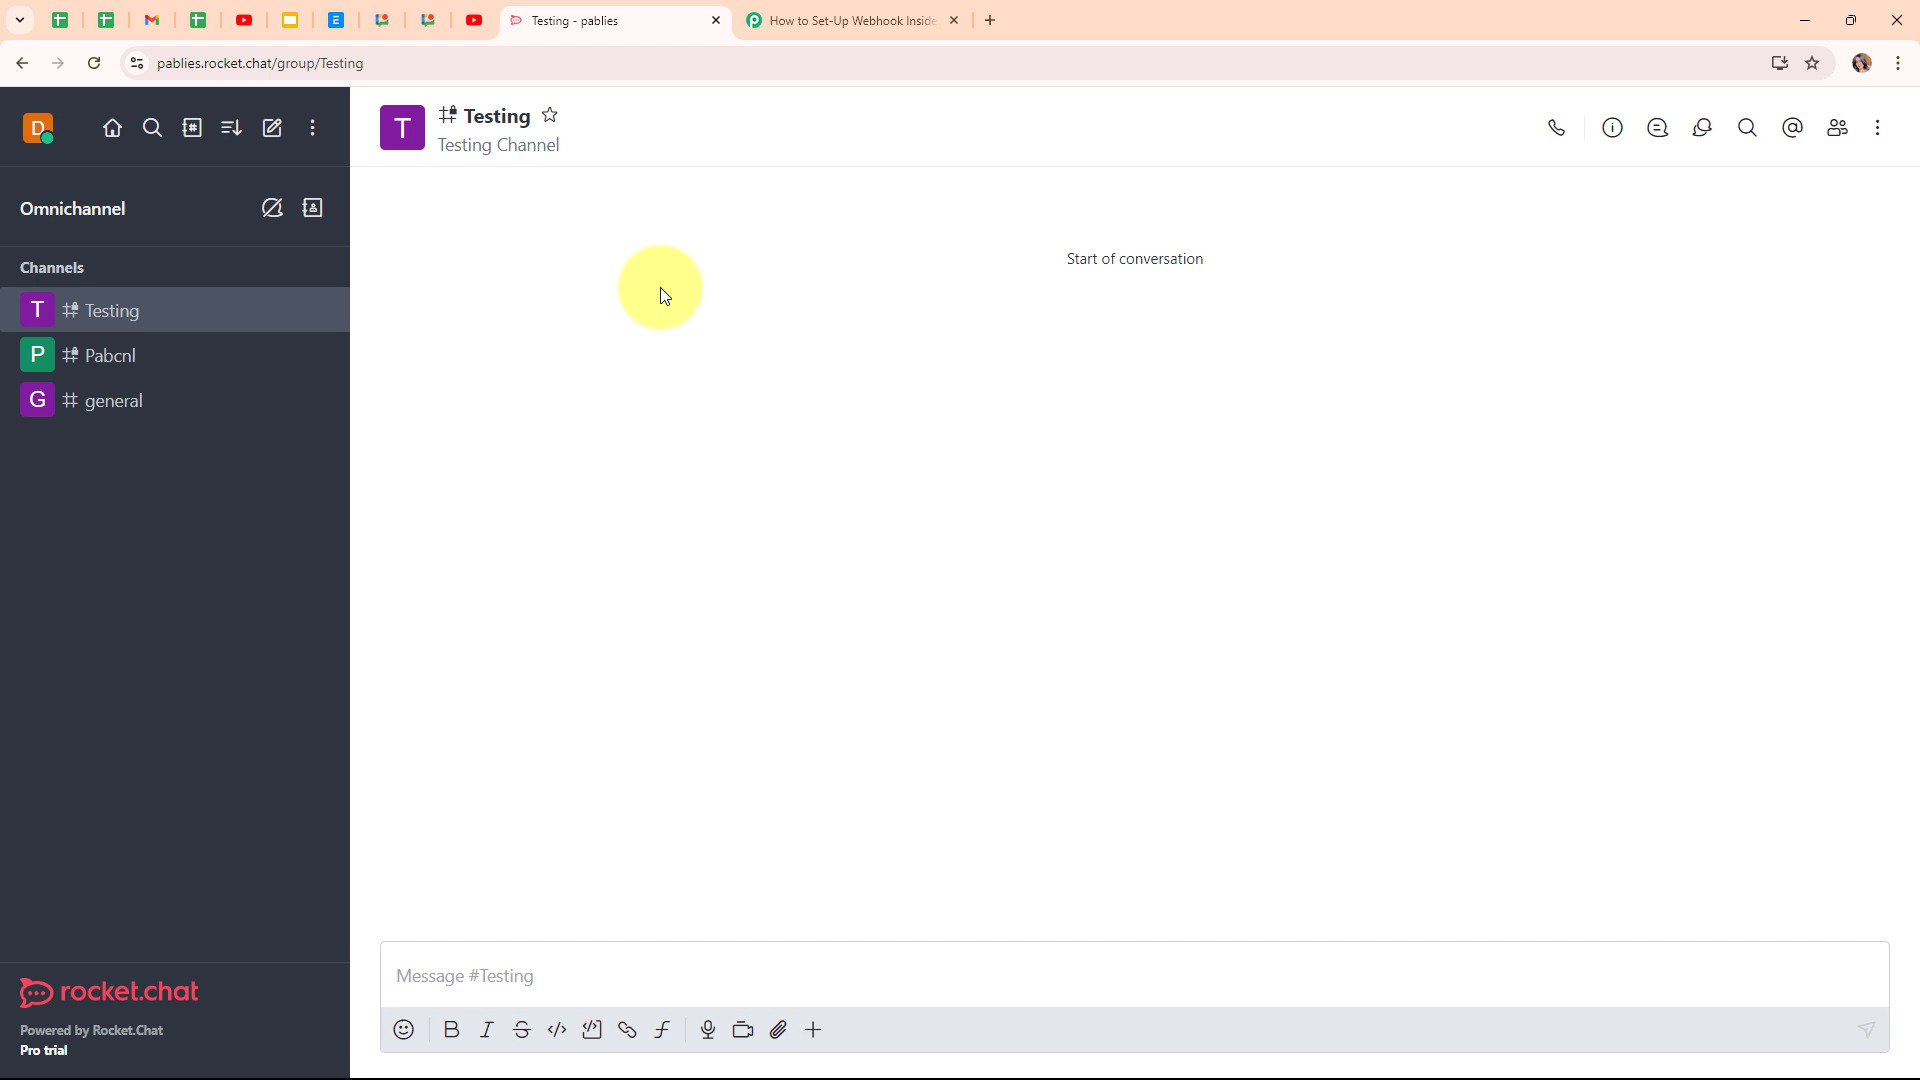 Testing - pablies
How to Set-Up Webhook Insid
pablies.rocket.chat/group/Testing
D
T
Testing
Testing Channel
Omnichannel
Channels
T Testing
P Pabcnl
G general
Start of conversation
Message #Testing
rocket.chat
Powered by Rocket.Chat
Pro trial